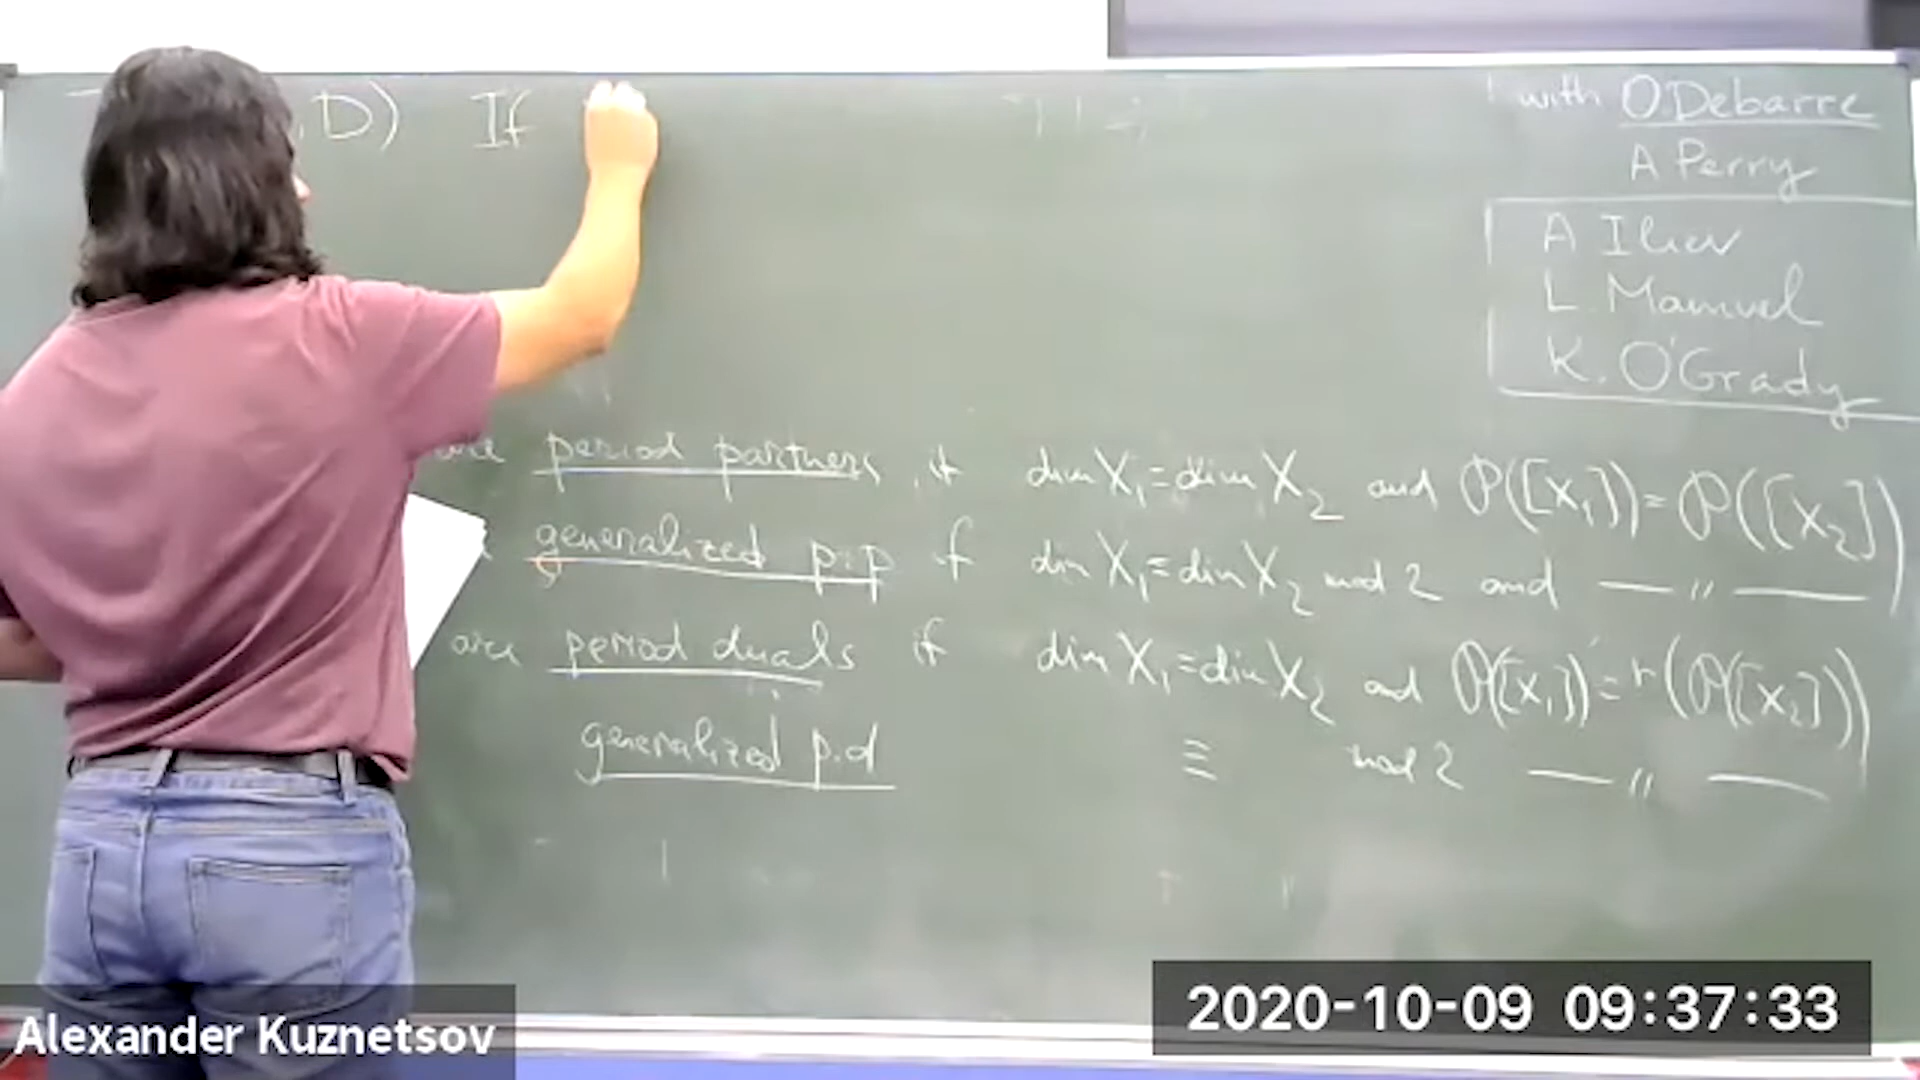 , D) If
with O. Debarre
A Perry
A Iliev
L. Manivel
K. O'Grady
are period partners, if dim X₁ = dim X₂ and P([X₁]) = P([X₂])
generalized p.p if dim X₁ ≡ dim X₂ mod 2 and — " —
are period duals if dim X₁ = dim X₂ and P([X₁]) = r(P([X₂]))
generalized p.d ≡ mod 2 — " —
2020-10-09 09:37:33
Alexander Kuznetsov